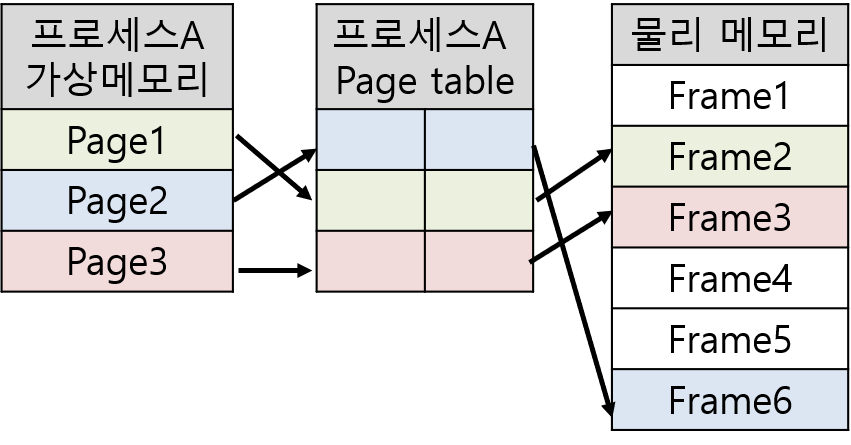 프로세스A
가상메모리
Page1
Page2
Page3
프로세스A
Page table
물리 메모리
Frame1
Frame2
Frame3
Frame4
Frame5
Frame6